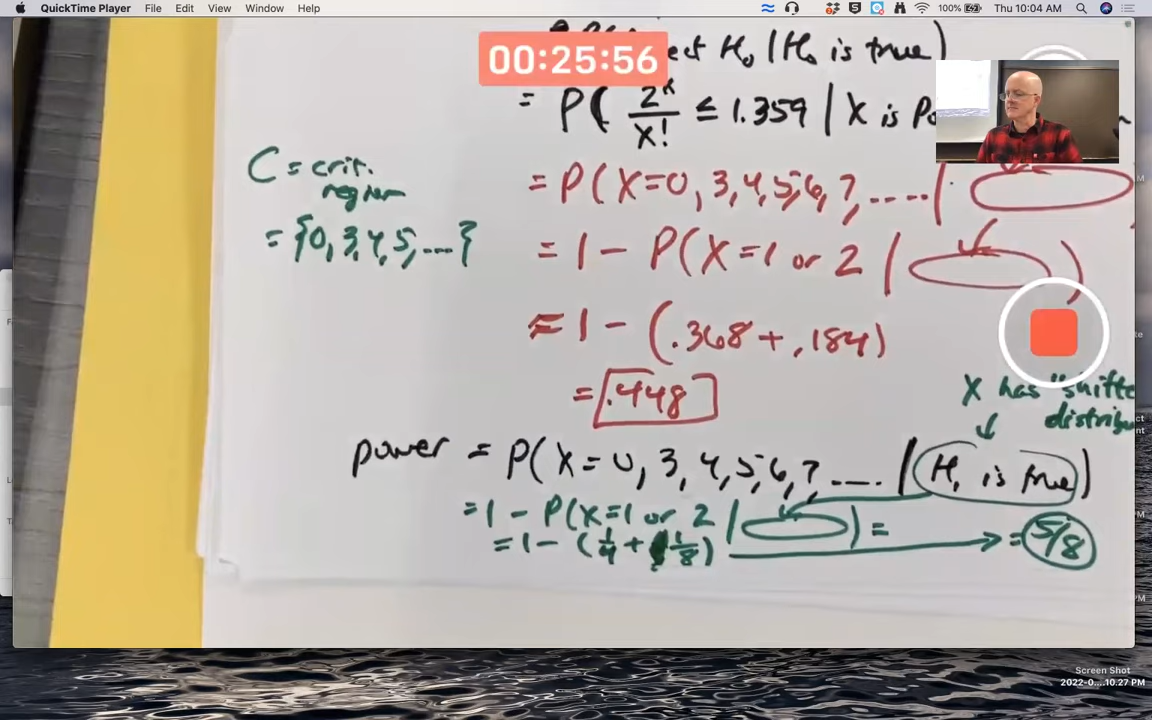 QuickTime Player File Edit View Window Help 100% Thu 10:04 AM
00:25:56
ect H₀ | H₀ is true)
= P( 2^x/x! ≤ 1.359 | X is Po
C = crit. region
= {0, 3, 4, 5, ...}
= P(X=0, 3, 4, 5, 6, 7, .... |
= 1 - P(X=1 or 2 | )
= 1 - (.368 + .184)
= .448
X has "shifte
distrib
power = P(X=0, 3, 4, 5, 6, 7, .... | H₁ is true)
= 1 - P(X=1 or 2 | ) =
= 1 - (1/4 + 1/8) = 5/8
Screen Shot
2022-0....10.27 PM